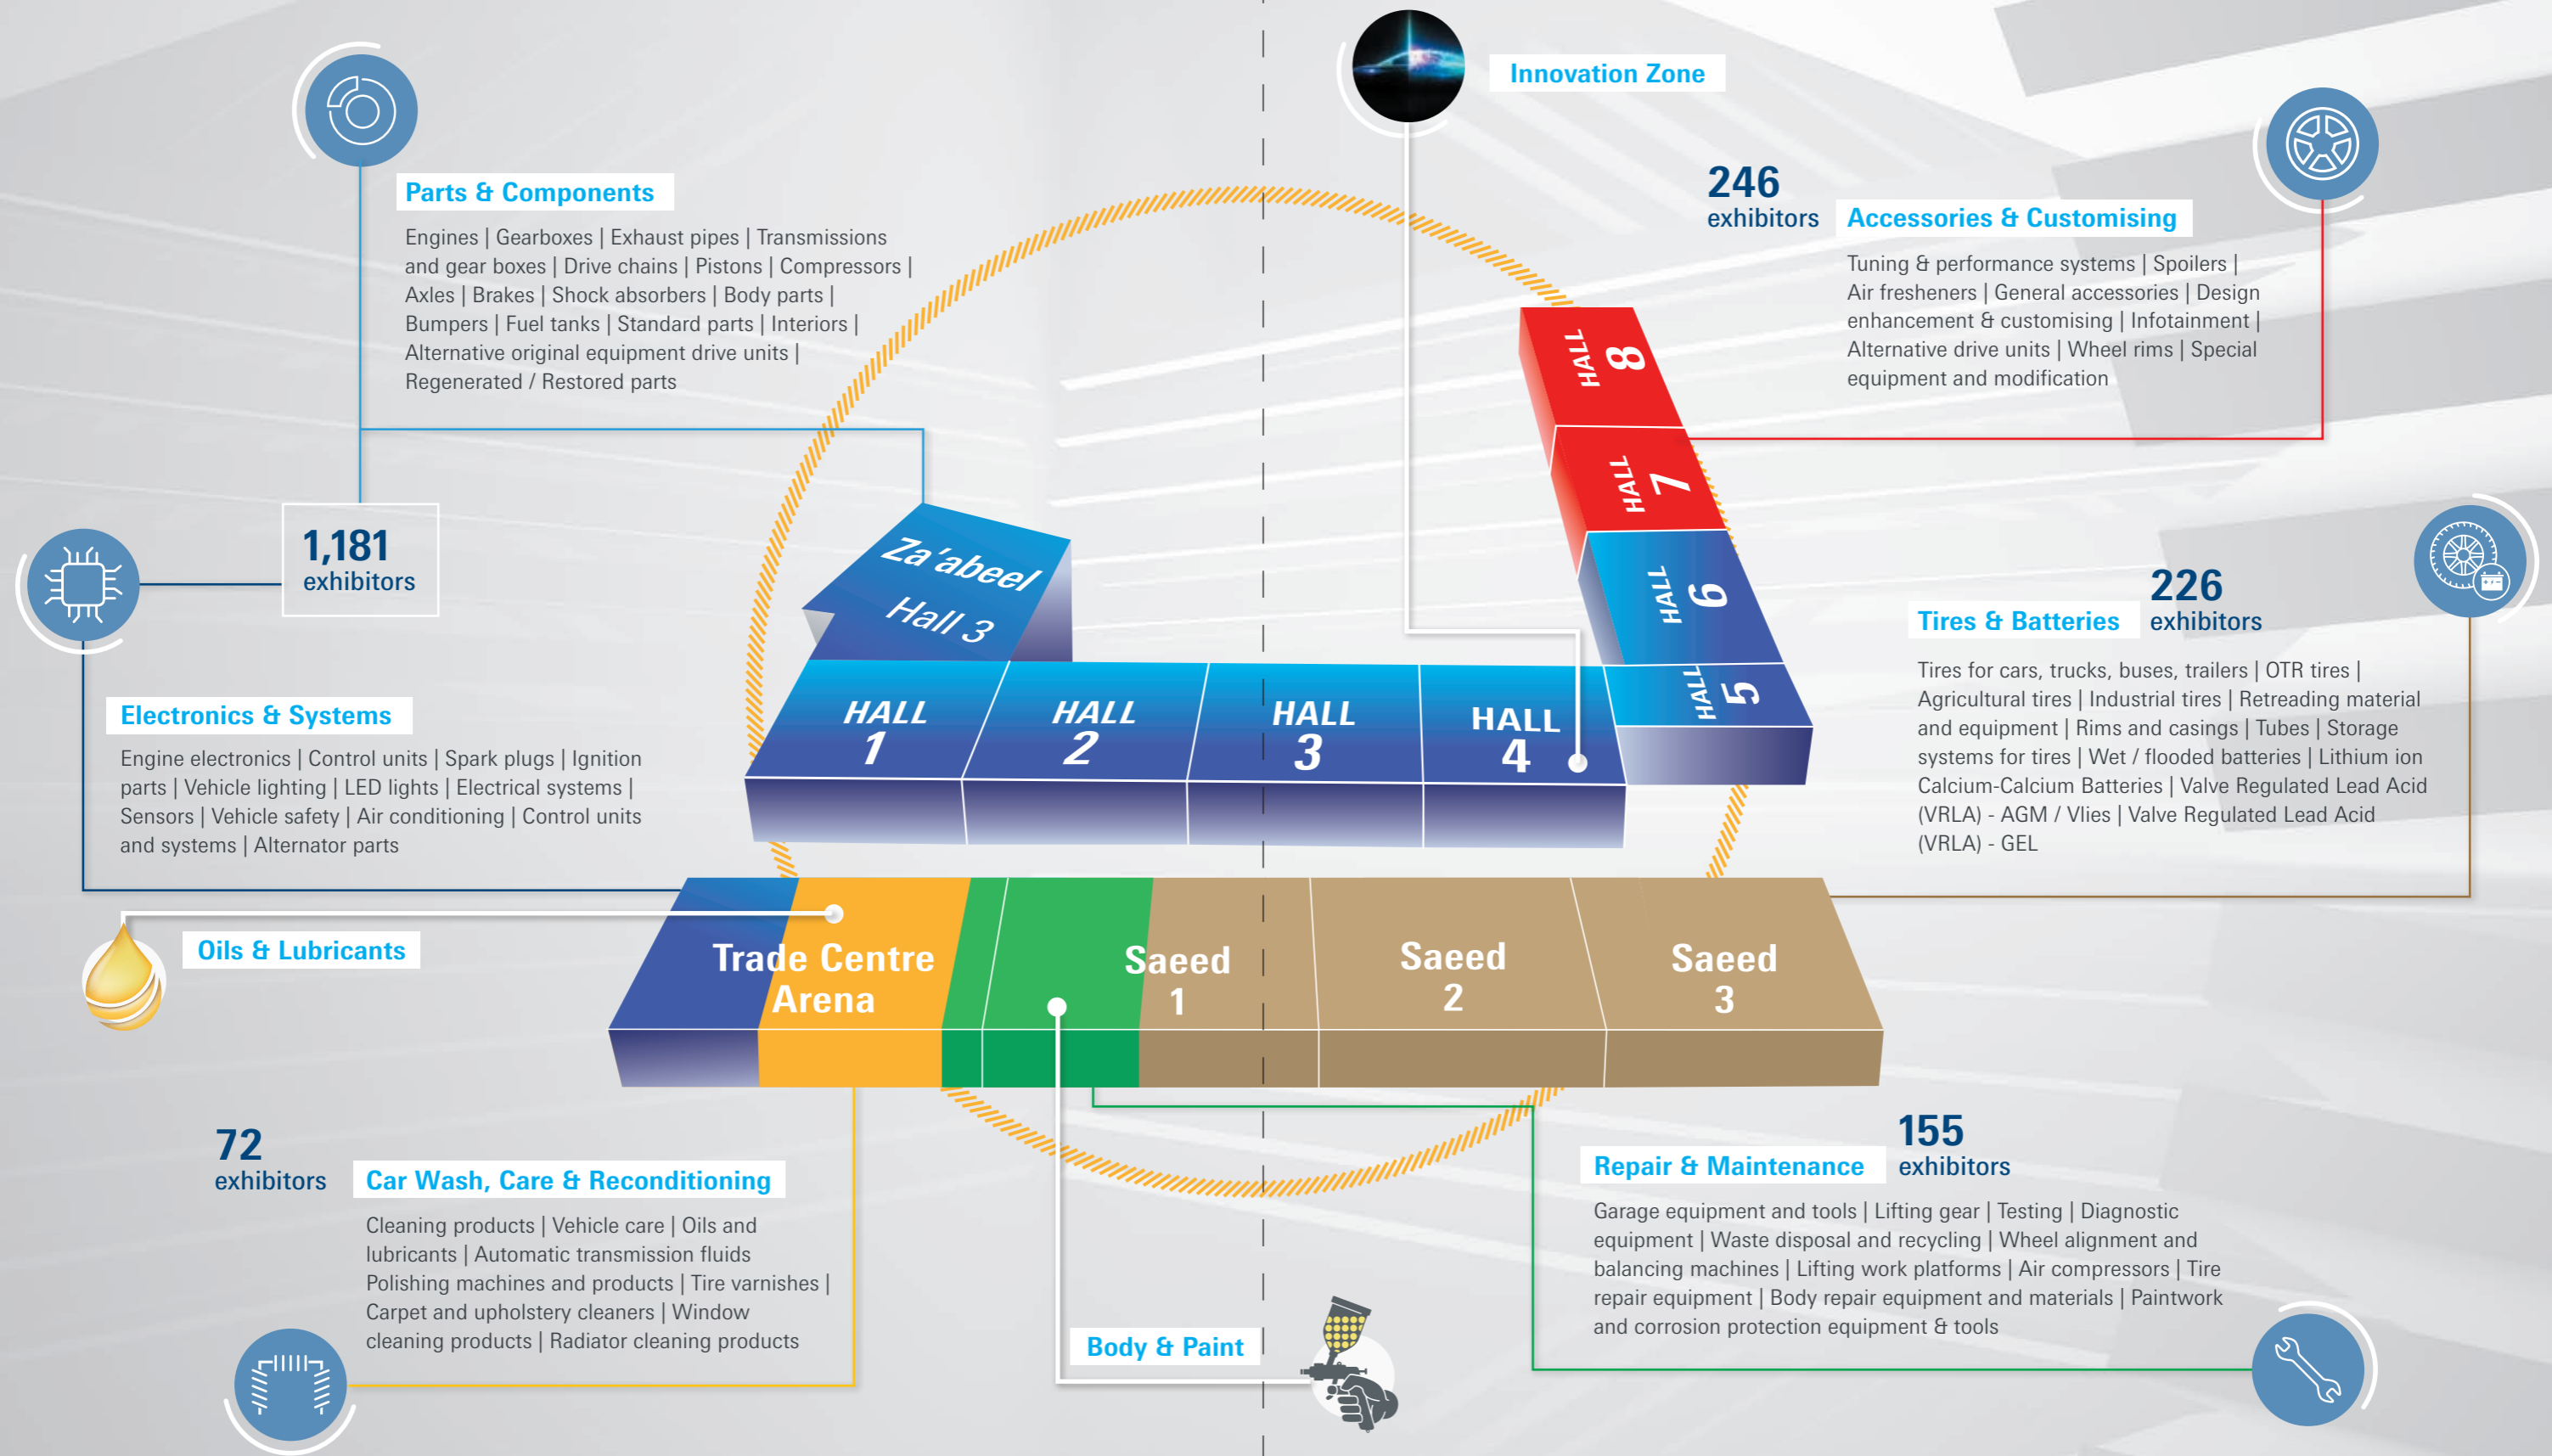 Innovation Zone
Parts & Components
Engines | Gearboxes | Exhaust pipes | Transmissions
and gear boxes | Drive chains | Pistons | Compressors |
Axles | Brakes | Shock absorbers | Body parts |
Bumpers | Fuel tanks | Standard parts | Interiors |
Alternative original equipment drive units |
Regenerated / Restored parts
246
exhibitors
Accessories & Customising
Tuning & performance systems | Spoilers |
Air fresheners | General accessories | Design
enhancement & customising | Infotainment |
Alternative drive units | Wheel rims | Special
equipment and modification
1,181
exhibitors
Electronics & Systems
Engine electronics | Control units | Spark plugs | Ignition
parts | Vehicle lighting | LED lights | Electrical systems |
Sensors | Vehicle safety | Air conditioning | Control units
and systems | Alternator parts
HALL
8
HALL
7
HALL
6
HALL
5
Za'abeel
Hall 3
HALL
1
HALL
2
HALL
3
HALL
4
226
exhibitors
Tires & Batteries
Tires for cars, trucks, buses, trailers | OTR tires |
Agricultural tires | Industrial tires | Retreading material
and equipment | Rims and casings | Tubes | Storage
systems for tires | Wet / flooded batteries | Lithium ion
Calcium-Calcium Batteries | Valve Regulated Lead Acid
(VRLA) - AGM / Vlies | Valve Regulated Lead Acid
(VRLA) - GEL
Oils & Lubricants
Trade Centre
Arena
Saeed
1
Saeed
2
Saeed
3
72
exhibitors
Car Wash, Care & Reconditioning
Cleaning products | Vehicle care | Oils and
lubricants | Automatic transmission fluids
Polishing machines and products | Tire varnishes |
Carpet and upholstery cleaners | Window
cleaning products | Radiator cleaning products
Body & Paint
155
exhibitors
Repair & Maintenance
Garage equipment and tools | Lifting gear | Testing | Diagnostic
equipment | Waste disposal and recycling | Wheel alignment and
balancing machines | Lifting work platforms | Air compressors | Tire
repair equipment | Body repair equipment and materials | Paintwork
and corrosion protection equipment & tools